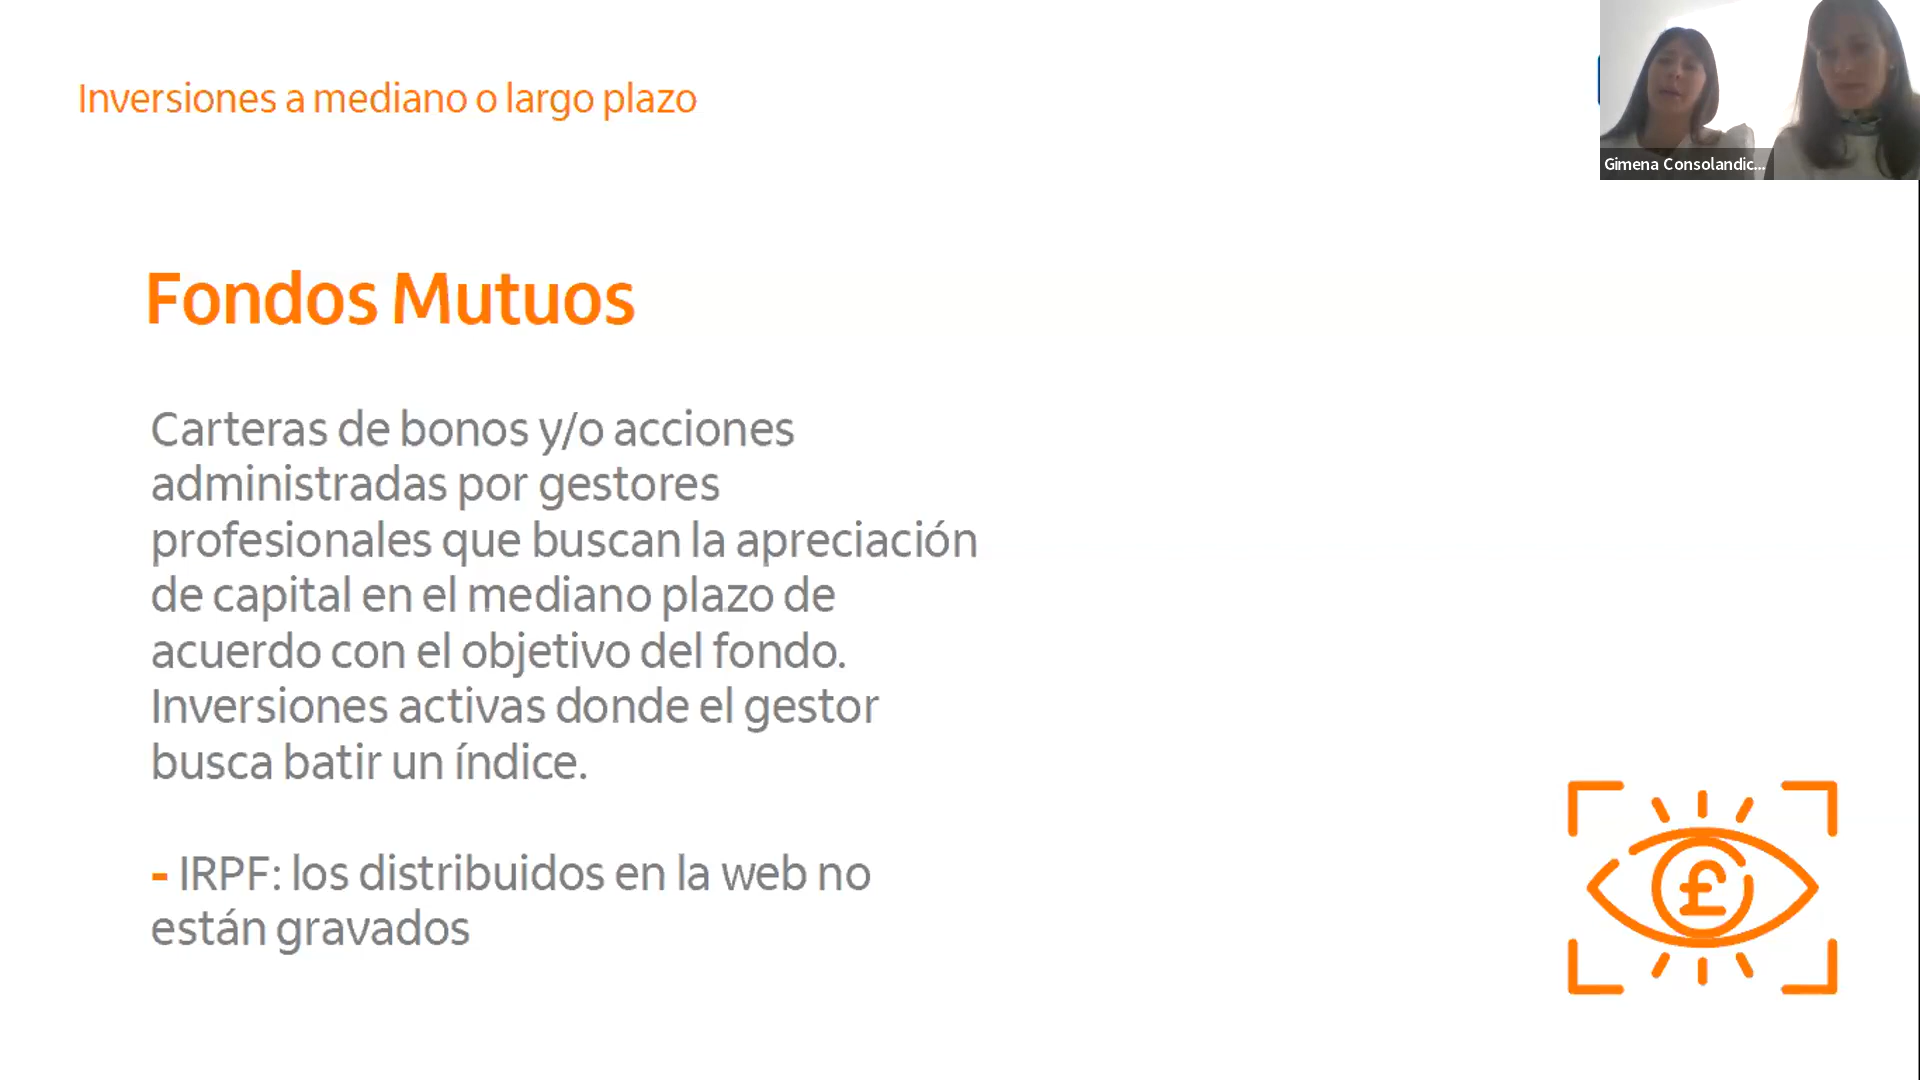 Inversiones a mediano o largo plazo
Gimena Consolandic...
Fondos Mutuos
Carteras de bonos y/o acciones
administradas por gestores
profesionales que buscan la apreciación
de capital en el mediano plazo de
acuerdo con el objetivo del fondo.
Inversiones activas donde el gestor
busca batir un índice.
- IRPF: los distribuidos en la web no
están gravados
£